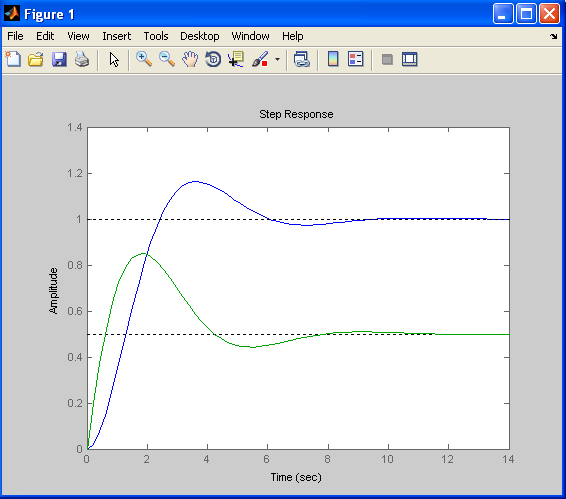 Figure 1
File Edit View Insert Tools Desktop Window Help
Step Response
1.4
1.2
1
0.8
0.6
0.4
0.2
0
Amplitude
0 2 4 6 8 10 12 14
Time (sec)